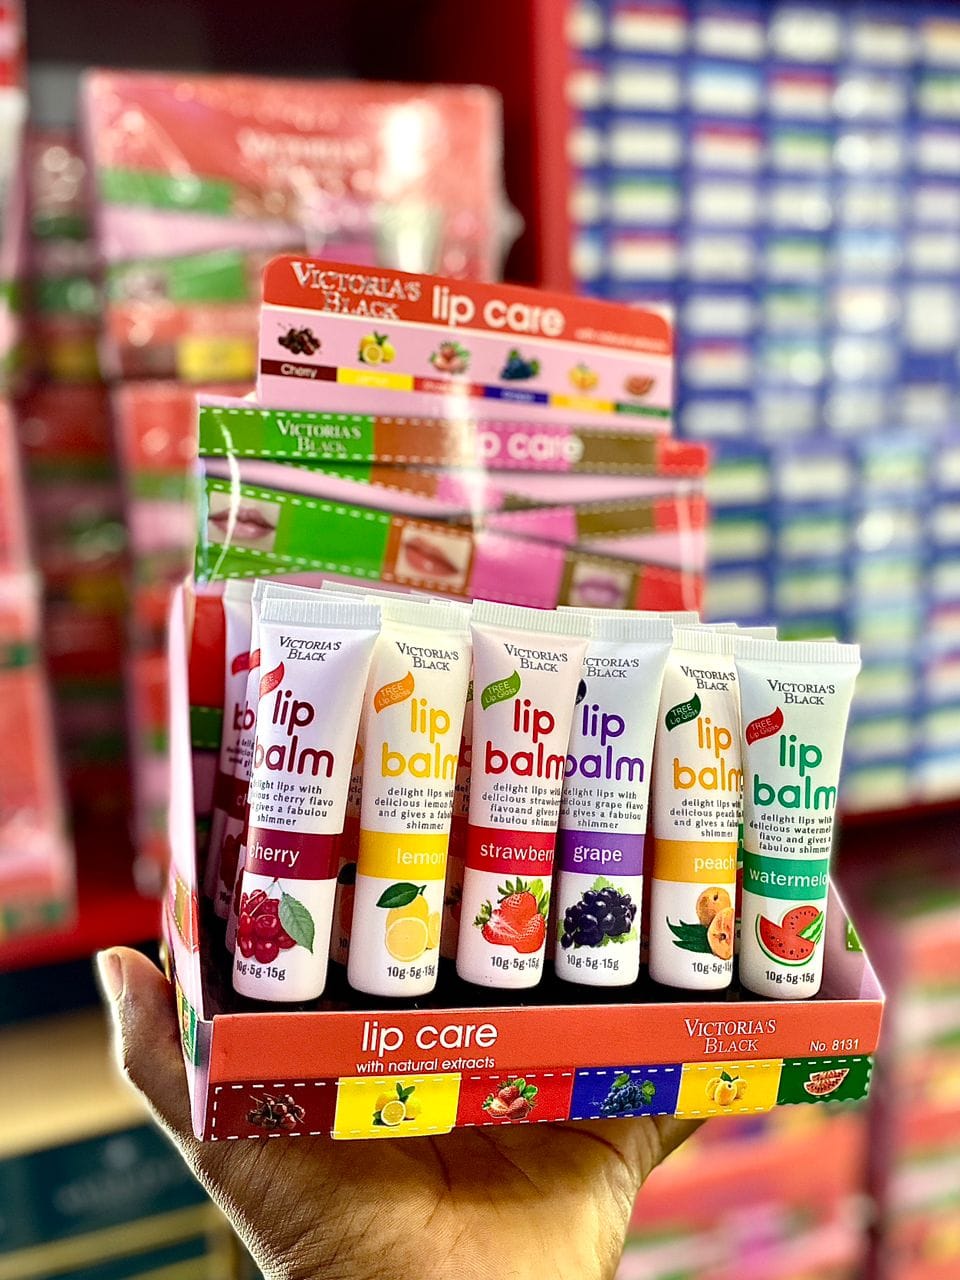 VICTORIA'S
BLACK
lip care
Cherry
VICTORIA'S
BLACK
lip care
VICTORIA'S
BLACK
lip
balm
delight lips with
cherry flavo
and gives a fabulou
shimmer
cherry
10g·5g·15g
VICTORIA'S
BLACK
TREE
Lip Gloss
lip
balm
delight lips with
delicious lemon
and gives a
fabulou
shimmer
lemon
10g·5g·15g
VICTORIA'S
BLACK
TREE
Lip Gloss
lip
balm
delight lips with
delicious strawber
flavoand gives a
fabulou shimmer
strawberr
10g·5g·15g
VICTORIA'S
BLACK
lip
balm
delight lips with
grape flavo
and gives a fabulou
shimmer
grape
10g·5g·15g
VICTORIA'S
BLACK
TREE
Lip Gloss
lip
balm
delight lips with
delicious peach
and gives a
shimmer
peach
10g·5g·15g
VICTORIA'S
BLACK
TREE
Lip Gloss
lip
balm
delight lips with
delicious watermel
flavo and gives a
fabulou shimmer
watermelo
10g·5g·15g
lip care
with natural extracts
VICTORIA'S
BLACK
No. 8131